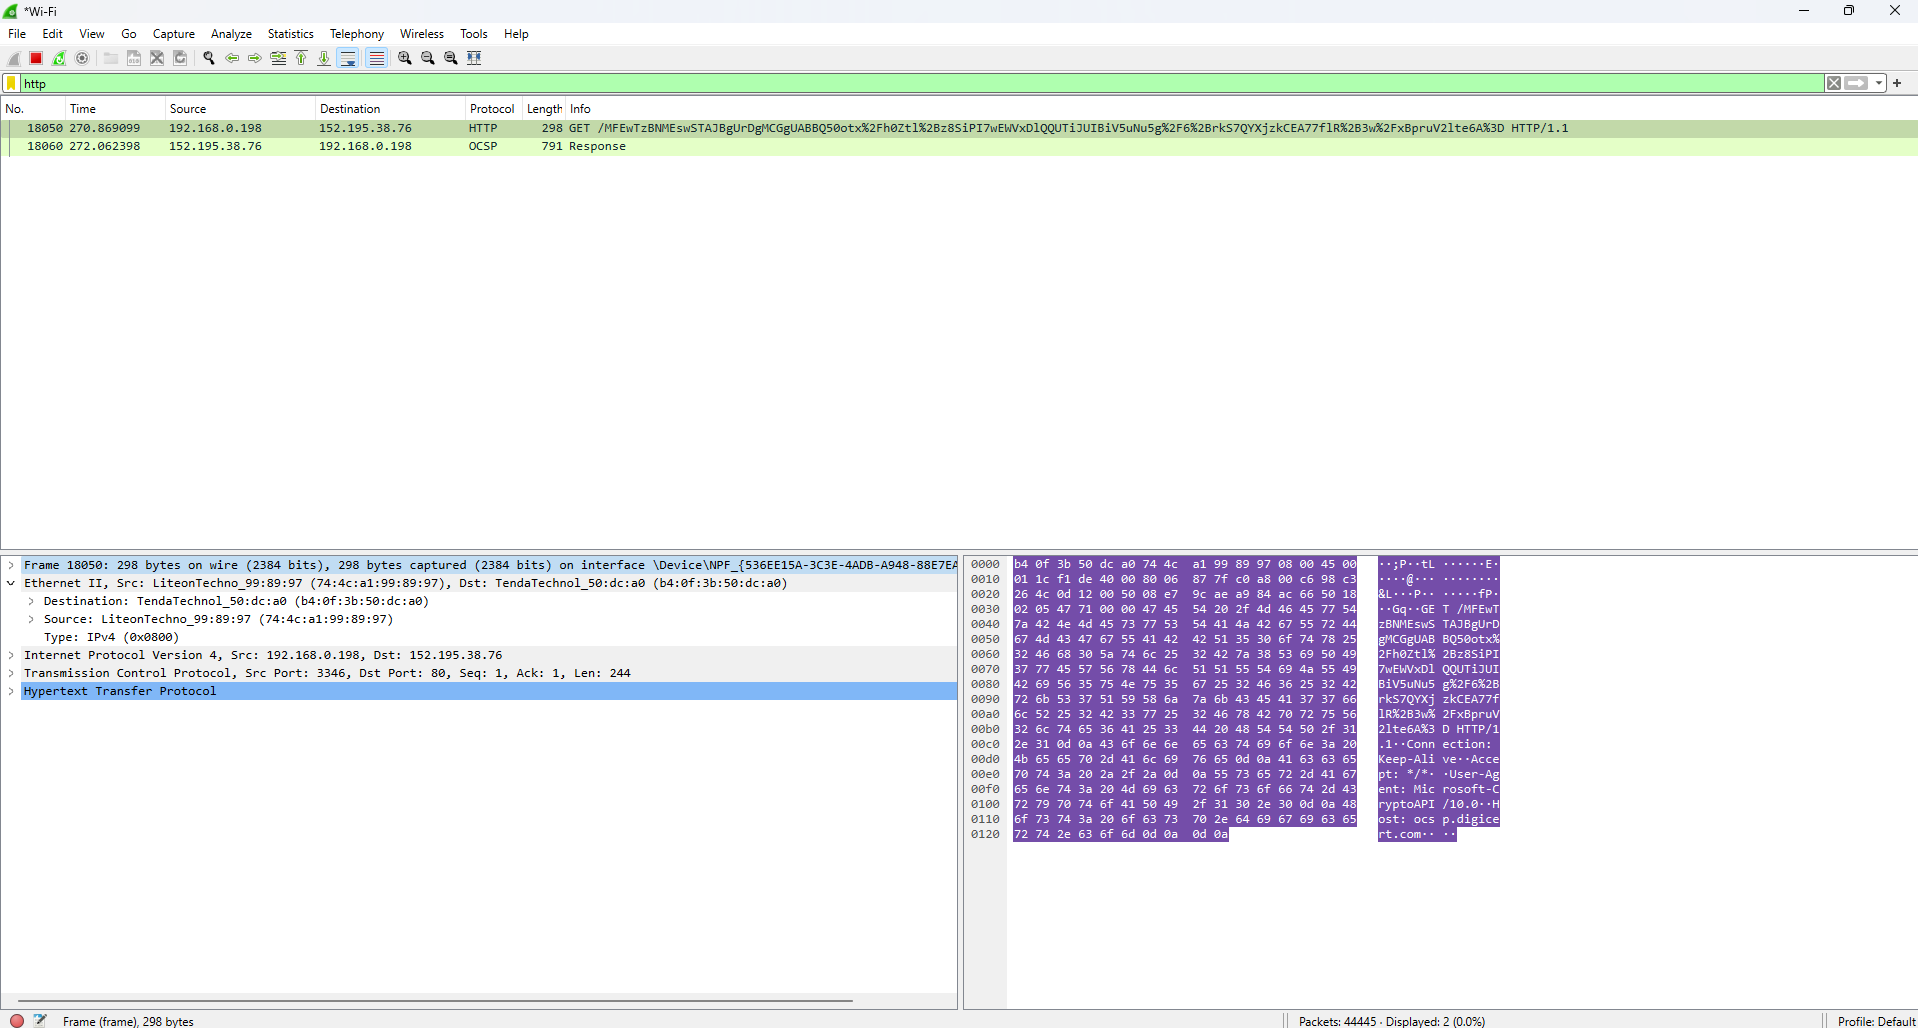 *Wi-Fi
File Edit View Go Capture Analyze Statistics Telephony Wireless Tools Help
http
No. Time Source Destination Protocol Length Info
18050 270.869099 192.168.0.198 152.195.38.76 HTTP 298 GET /MFEwTzBNMEswSTAJBgUrDgMCGgUABBQ50otx%2Fh0Ztl%2Bz8SiPI7wEWVxDlQQUTiJUIBiV5uNu5g%2F6%2BrkS7QYXjzkCEA77flR%2B3w%2FxBpruV2lte6A%3D HTTP/1.1
18060 272.062398 152.195.38.76 192.168.0.198 OCSP 791 Response
Frame 18050: 298 bytes on wire (2384 bits), 298 bytes captured (2384 bits) on interface \Device\NPF_{536EE15A-3C3E-4ADB-A948-88E7EA
Ethernet II, Src: LiteonTechno_99:89:97 (74:4c:a1:99:89:97), Dst: TendaTechnol_50:dc:a0 (b4:0f:3b:50:dc:a0)
Destination: TendaTechnol_50:dc:a0 (b4:0f:3b:50:dc:a0)
Source: LiteonTechno_99:89:97 (74:4c:a1:99:89:97)
Type: IPv4 (0x0800)
Internet Protocol Version 4, Src: 192.168.0.198, Dst: 152.195.38.76
Transmission Control Protocol, Src Port: 3346, Dst Port: 80, Seq: 1, Ack: 1, Len: 244
Hypertext Transfer Protocol
0000 b4 0f 3b 50 dc a0 74 4c a1 99 89 97 08 00 45 00 ··;P··tL ······E·
0010 01 1c f1 de 40 00 80 06 87 7f c0 a8 00 c6 98 c3 ····@··· ········
0020 26 4c 0d 12 00 50 08 e7 9c ae a9 84 ac 66 50 18 &L···P·· ·····fP·
0030 02 05 47 71 00 00 47 45 54 20 2f 4d 46 45 77 54 ··Gq··GE T /MFEwT
0040 7a 42 4e 4d 45 73 77 53 54 41 4a 42 67 55 72 44 zBNMEswS TAJBgUrD
0050 67 4d 43 47 67 55 41 42 42 51 35 30 6f 74 78 25 gMCGgUAB BQ50otx%
0060 32 46 68 30 5a 74 6c 25 32 42 7a 38 53 69 50 49 2Fh0Ztl% 2Bz8SiPI
0070 37 77 45 57 56 78 44 6c 51 51 55 54 69 4a 55 49 7wEWVxDl QQUTiJUI
0080 42 69 56 35 75 4e 75 35 67 25 32 46 36 25 32 42 BiV5uNu5 g%2F6%2B
0090 72 6b 53 37 51 59 58 6a 7a 6b 43 45 41 37 37 66 rkS7QYXj zkCEA77f
00a0 6c 52 25 32 42 33 77 25 32 46 78 42 70 72 75 56 lR%2B3w% 2FxBpruV
00b0 32 6c 74 65 36 41 25 33 44 20 48 54 54 50 2f 31 2lte6A%3 D HTTP/1
00c0 2e 31 0d 0a 43 6f 6e 6e 65 63 74 69 6f 6e 3a 20 .1··Conn ection:
00d0 4b 65 65 70 2d 41 6c 69 76 65 0d 0a 41 63 63 65 Keep-Ali ve··Acce
00e0 70 74 3a 20 2a 2f 2a 0d 0a 55 73 65 72 2d 41 67 pt: */*· ·User-Ag
00f0 65 6e 74 3a 20 4d 69 63 72 6f 73 6f 66 74 2d 43 ent: Mic rosoft-C
0100 72 79 70 74 6f 41 50 49 2f 31 30 2e 30 0d 0a 48 ryptoAPI /10.0··H
0110 6f 73 74 3a 20 6f 63 73 70 2e 64 69 67 69 63 65 ost: ocs p.digice
0120 72 74 2e 63 6f 6d 0d 0a 0d 0a rt.com·· ··
Frame (frame), 298 bytes
Packets: 44445 · Displayed: 2 (0.0%)
Profile: Default